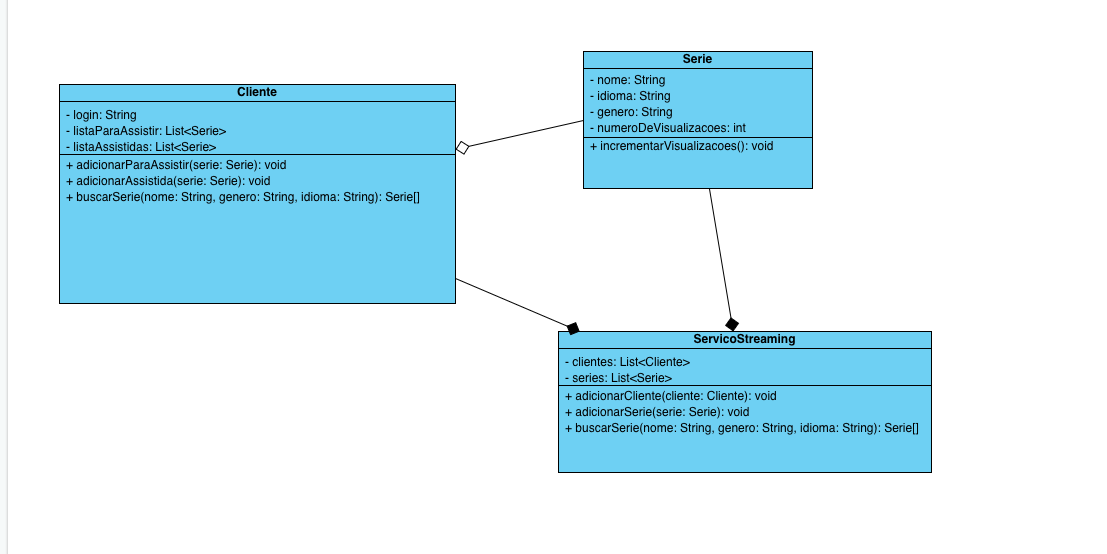 Cliente
- login: String
- listaParaAssistir: List<Serie>
- listaAssistidas: List<Serie>
+ adicionarParaAssistir(serie: Serie): void
+ adicionarAssistida(serie: Serie): void
+ buscarSerie(nome: String, genero: String, idioma: String): Serie[]
Serie
- nome: String
- idioma: String
- genero: String
- numeroDeVisualizacoes: int
+ incrementarVisualizacoes(): void
ServicoStreaming
- clientes: List<Cliente>
- series: List<Serie>
+ adicionarCliente(cliente: Cliente): void
+ adicionarSerie(serie: Serie): void
+ buscarSerie(nome: String, genero: String, idioma: String): Serie[]